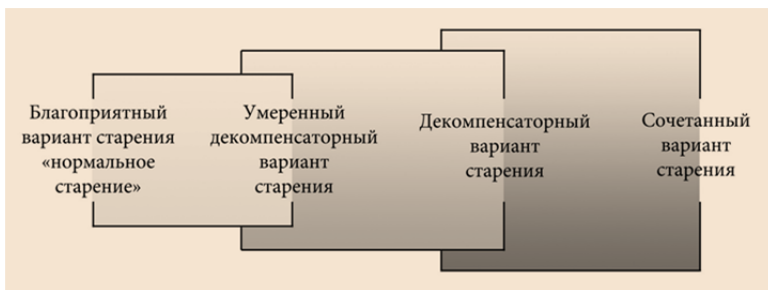 Благоприятный
вариант старения
«нормальное
старение»
Умеренный
декомпенсаторный
вариант
старения
Декомпенсаторный
вариант
старения
Сочетанный
вариант
старения